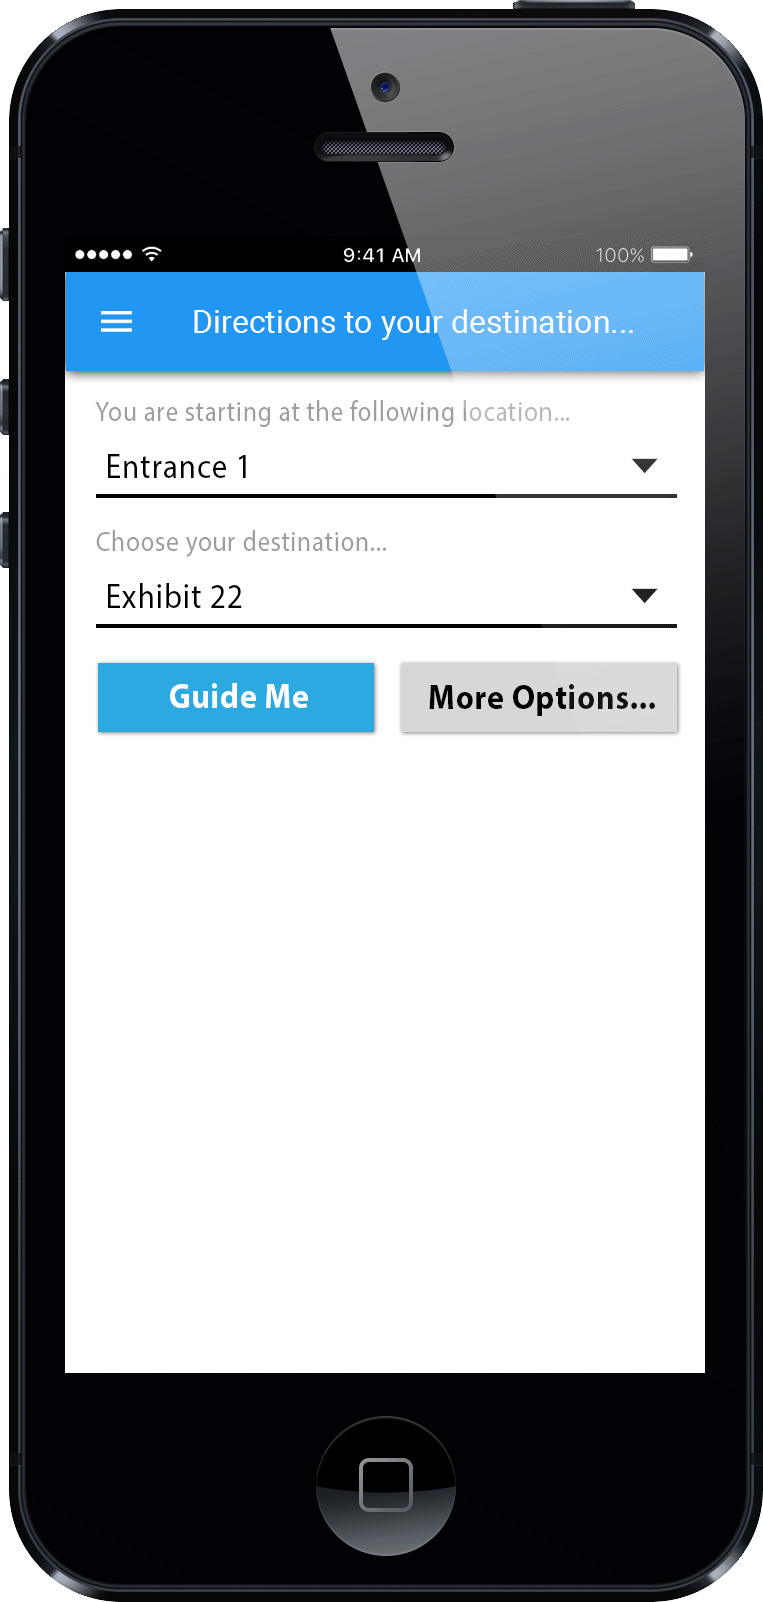 9:41 AM 100%
Directions to your destination...
You are starting at the following location...
Entrance 1
Choose your destination...
Exhibit 22
Guide Me More Options...